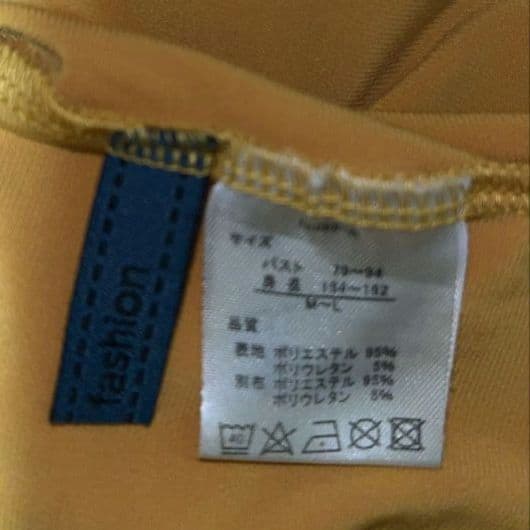 fashion
サイズ
バスト 79〜94
身長 154〜162
M〜L
品質
表地 ポリエステル 95%
ポリウレタン 5%
別布 ポリエステル 95%
ポリウレタン 5%
40